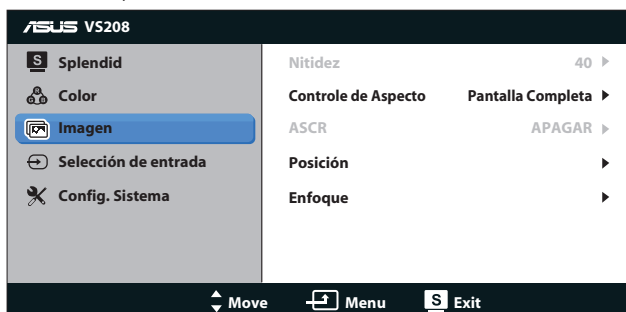 ASUS VS208
S Splendid
Color
Imagen
Selección de entrada
Config. Sistema
Nitidez 40
Controle de Aspecto Pantalla Completa
ASCR APAGAR
Posición
Enfoque
Move Menu S Exit